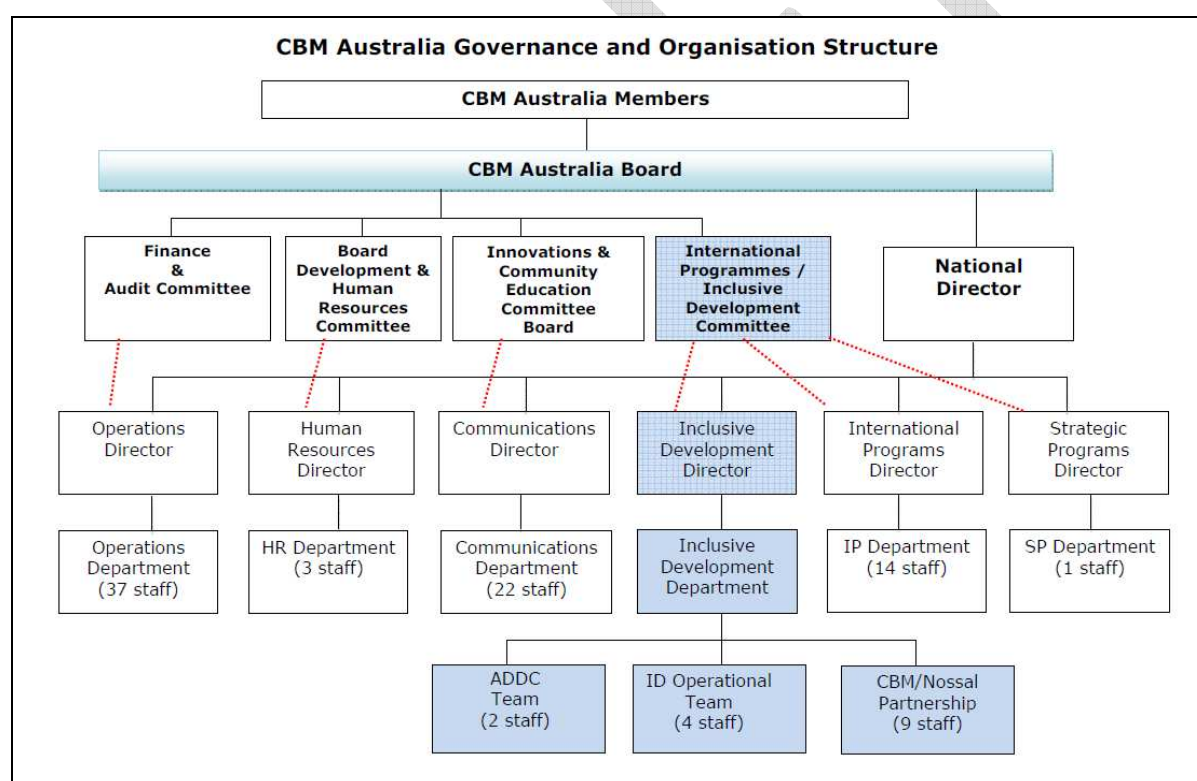 CBM Australia Governance and Organisation Structure
CBM Australia Members
CBM Australia Board
Finance
&
Audit Committee
Board
Development &
Human
Resources
Committee
Innovations &
Community
Education
Committee
Board
International
Programmes /
Inclusive
Development
Committee
National
Director
Operations
Director
Human
Resources
Director
Communications
Director
Inclusive
Development
Director
International
Programs
Director
Strategic
Programs
Director
Operations
Department
(37 staff)
HR Department
(3 staff)
Communications
Department
(22 staff)
Inclusive
Development
Department
IP Department
(14 staff)
SP Department
(1 staff)
ADDC
Team
(2 staff)
ID Operational
Team
(4 staff)
CBM/Nossal
Partnership
(9 staff)